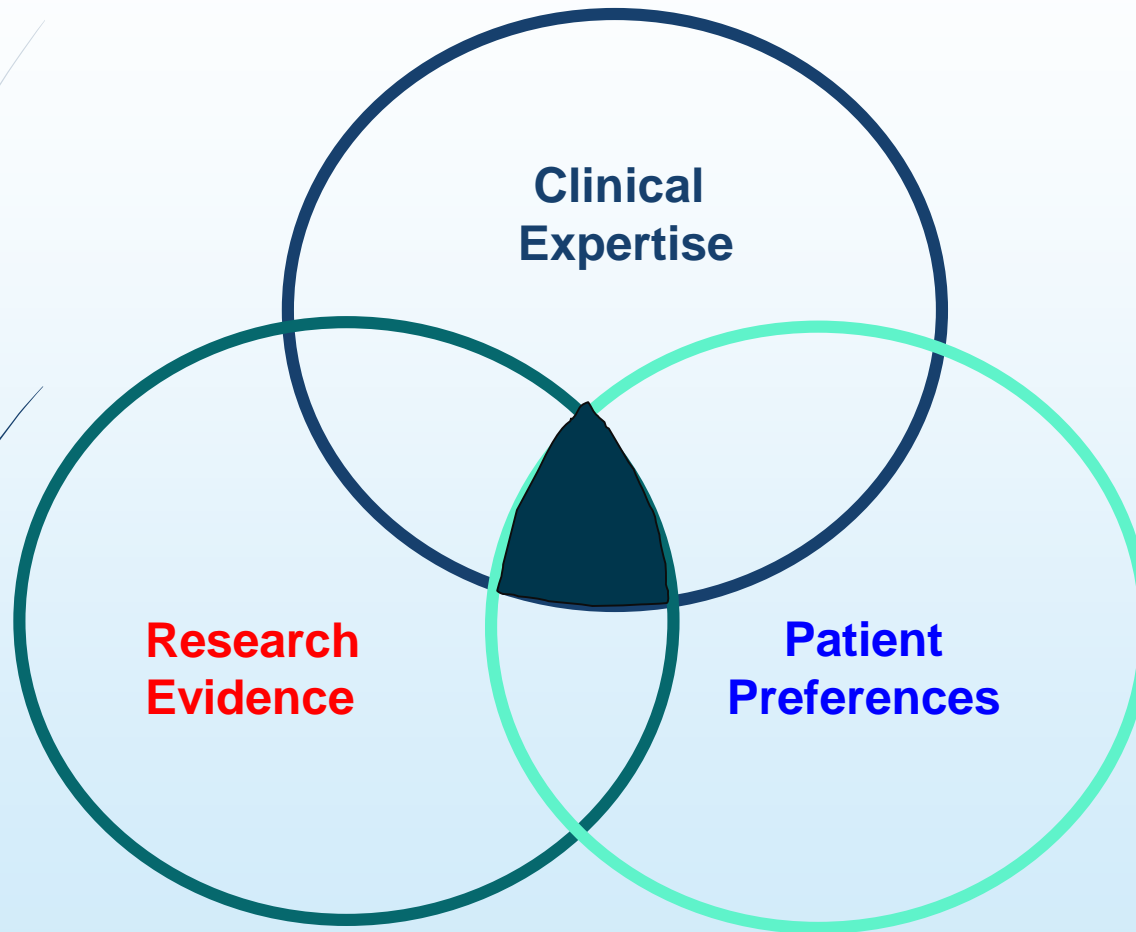 Clinical
Expertise
Research
Evidence
Patient
Preferences